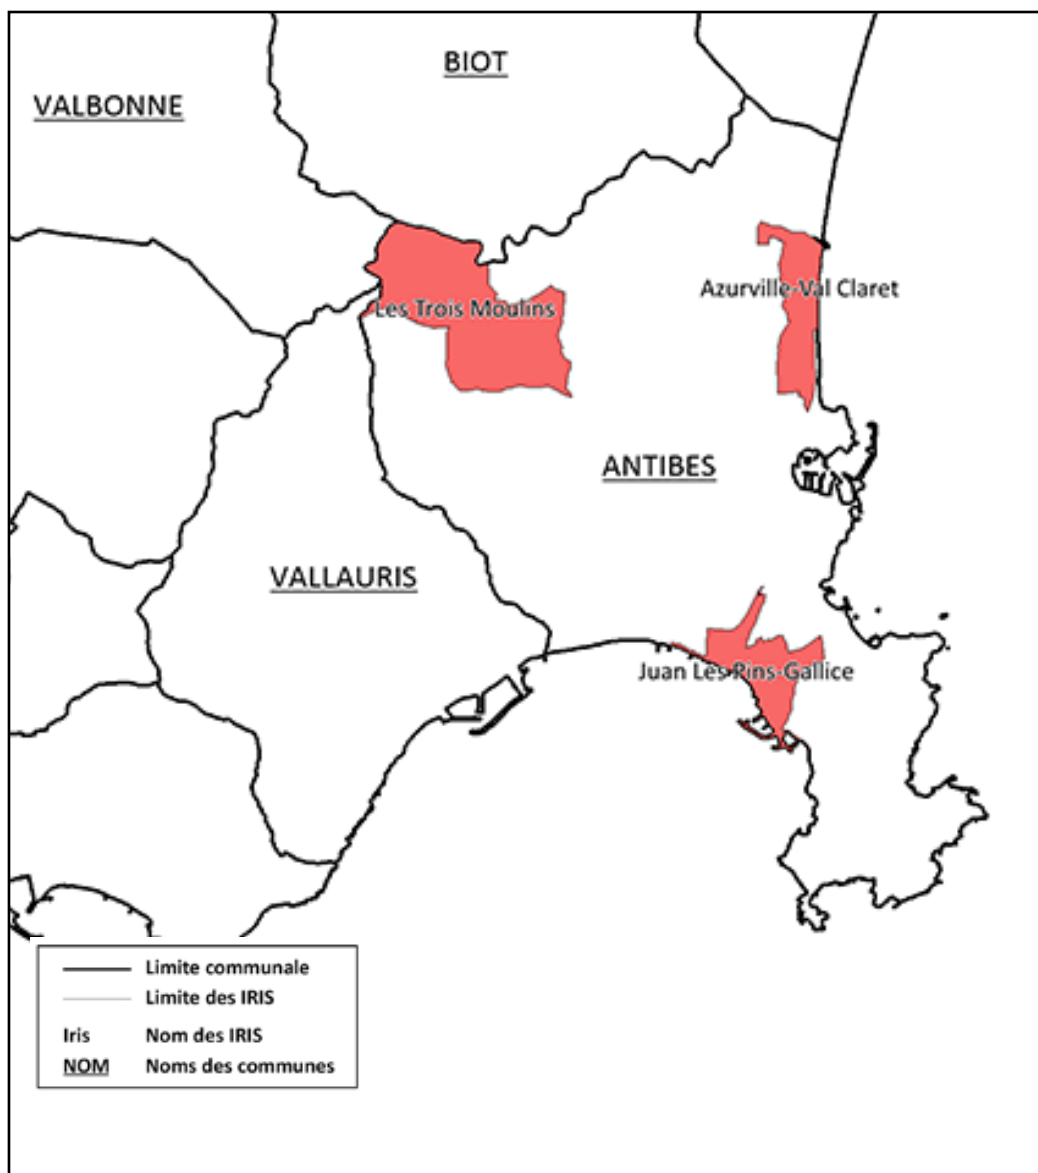 BIOT
VALBONNE
Azurville-Val Claret
Les Trois Moulins
ANTIBES
VALLAURIS
Juan Les Pins-Gallice
Limite communale
Limite des IRIS
Iris Nom des IRIS
NOM Noms des communes